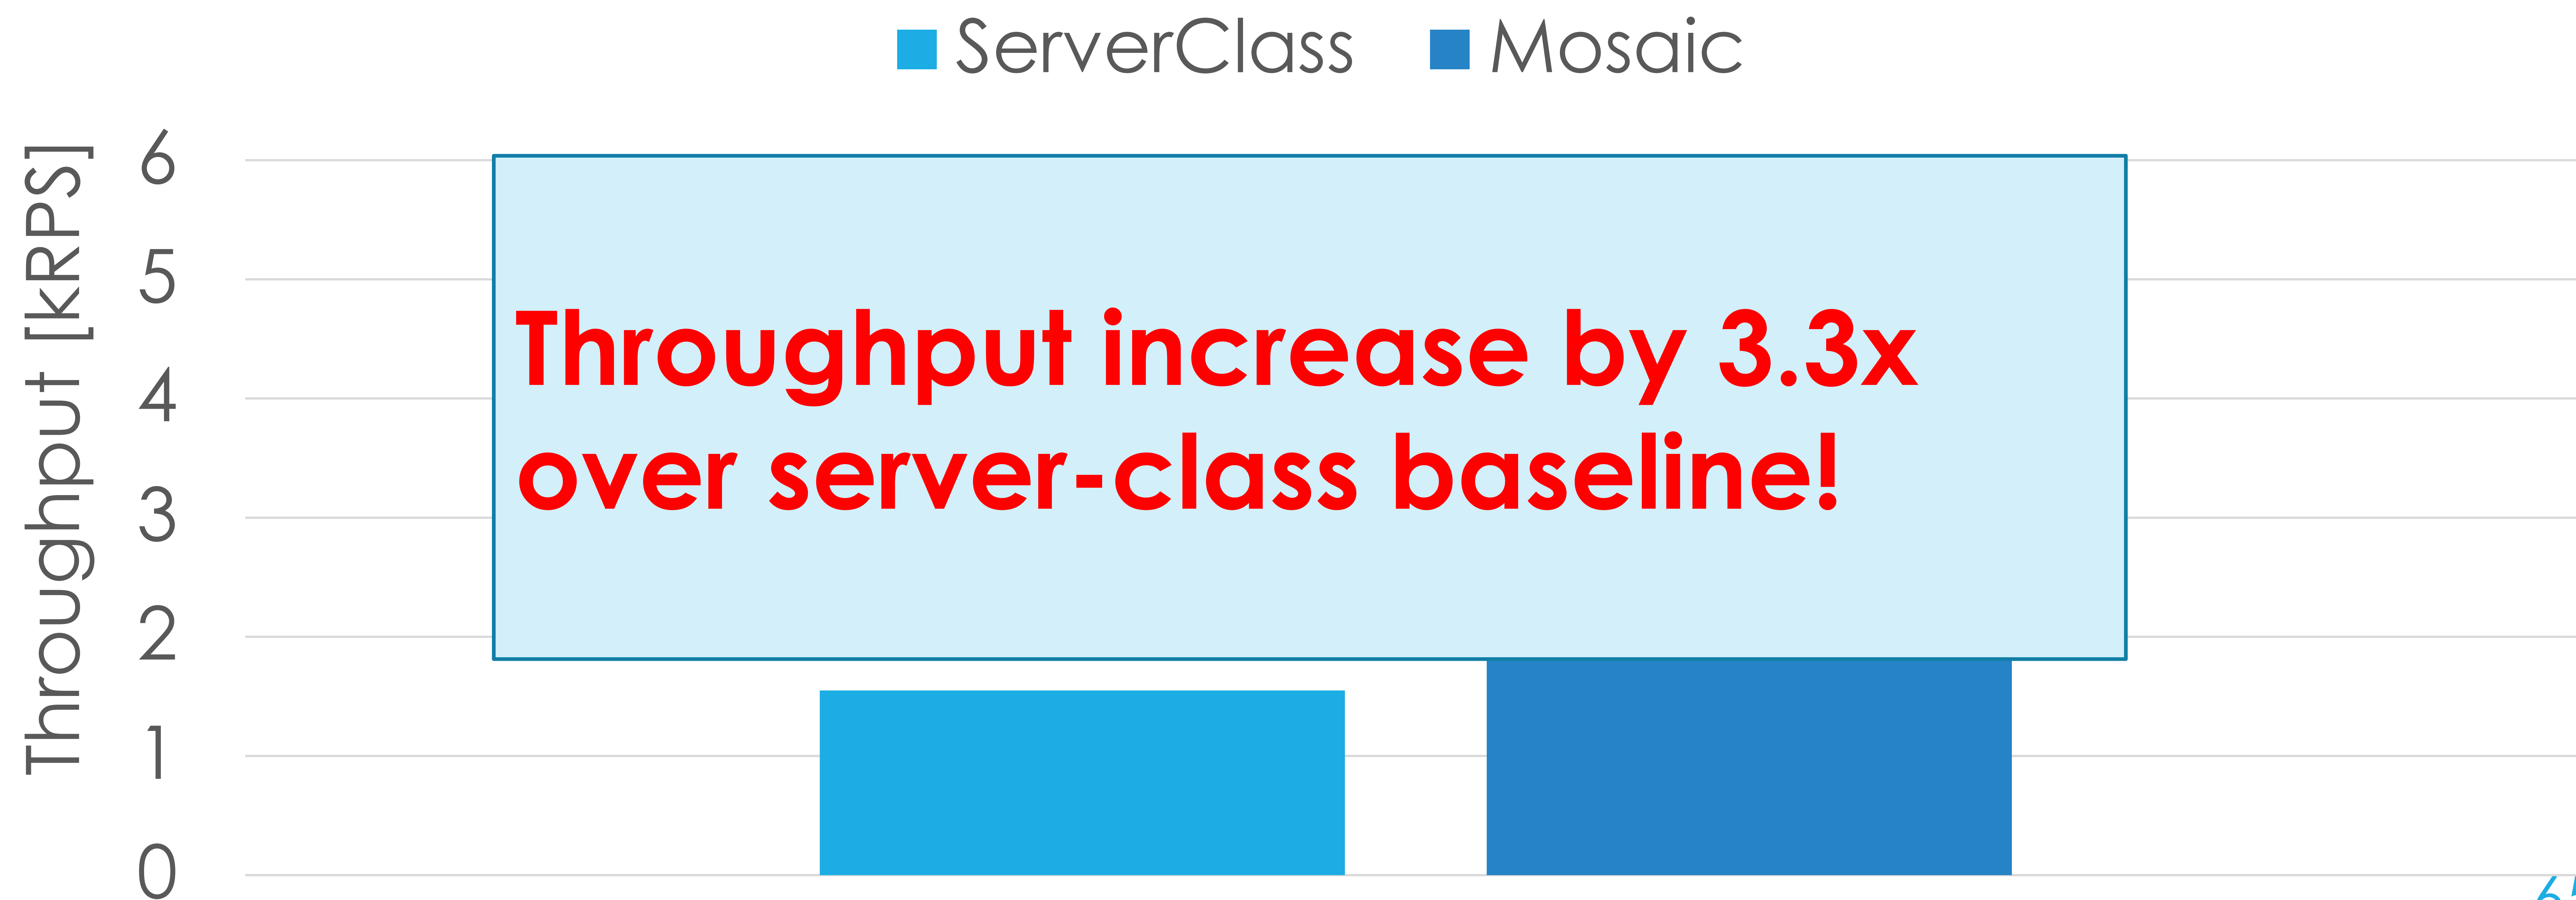 ServerClass Mosaic
Throughput [kRPS]
6
5
4
3
2
1
0
Throughput increase by 3.3x
over server-class baseline!